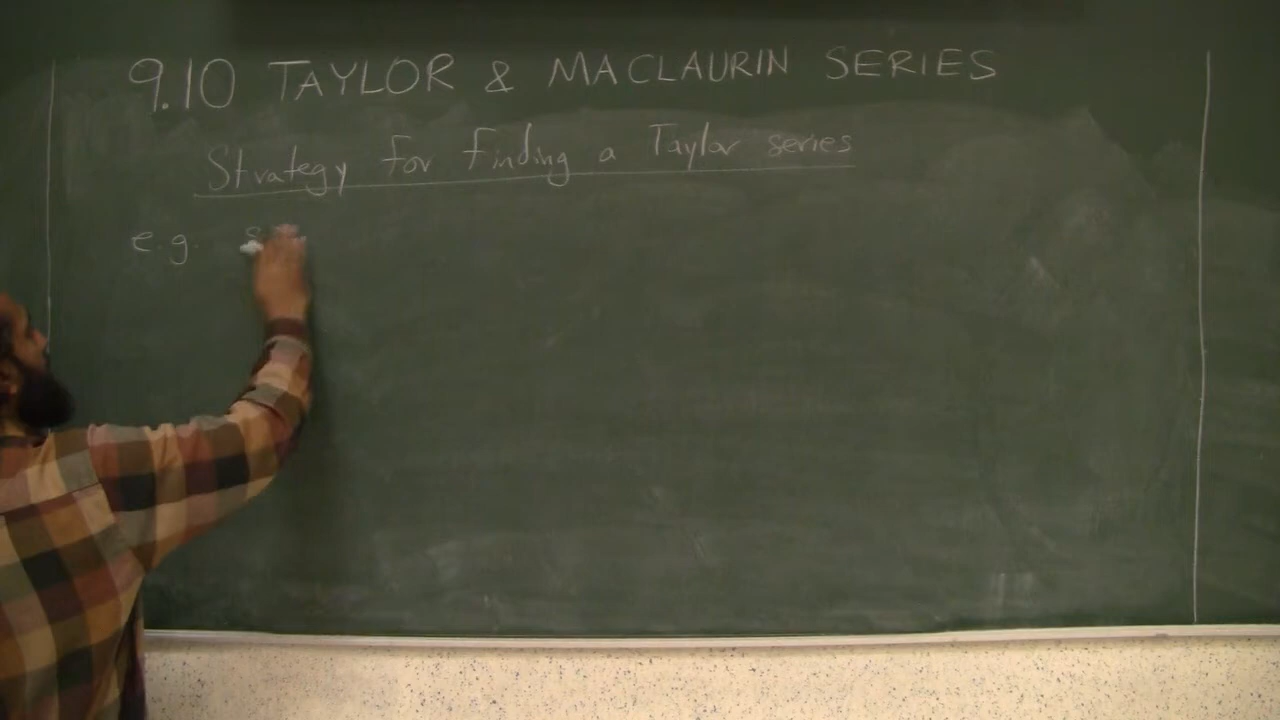 9.10 TAYLOR & MACLAURIN SERIES
Strategy for finding a Taylor series
e.g.